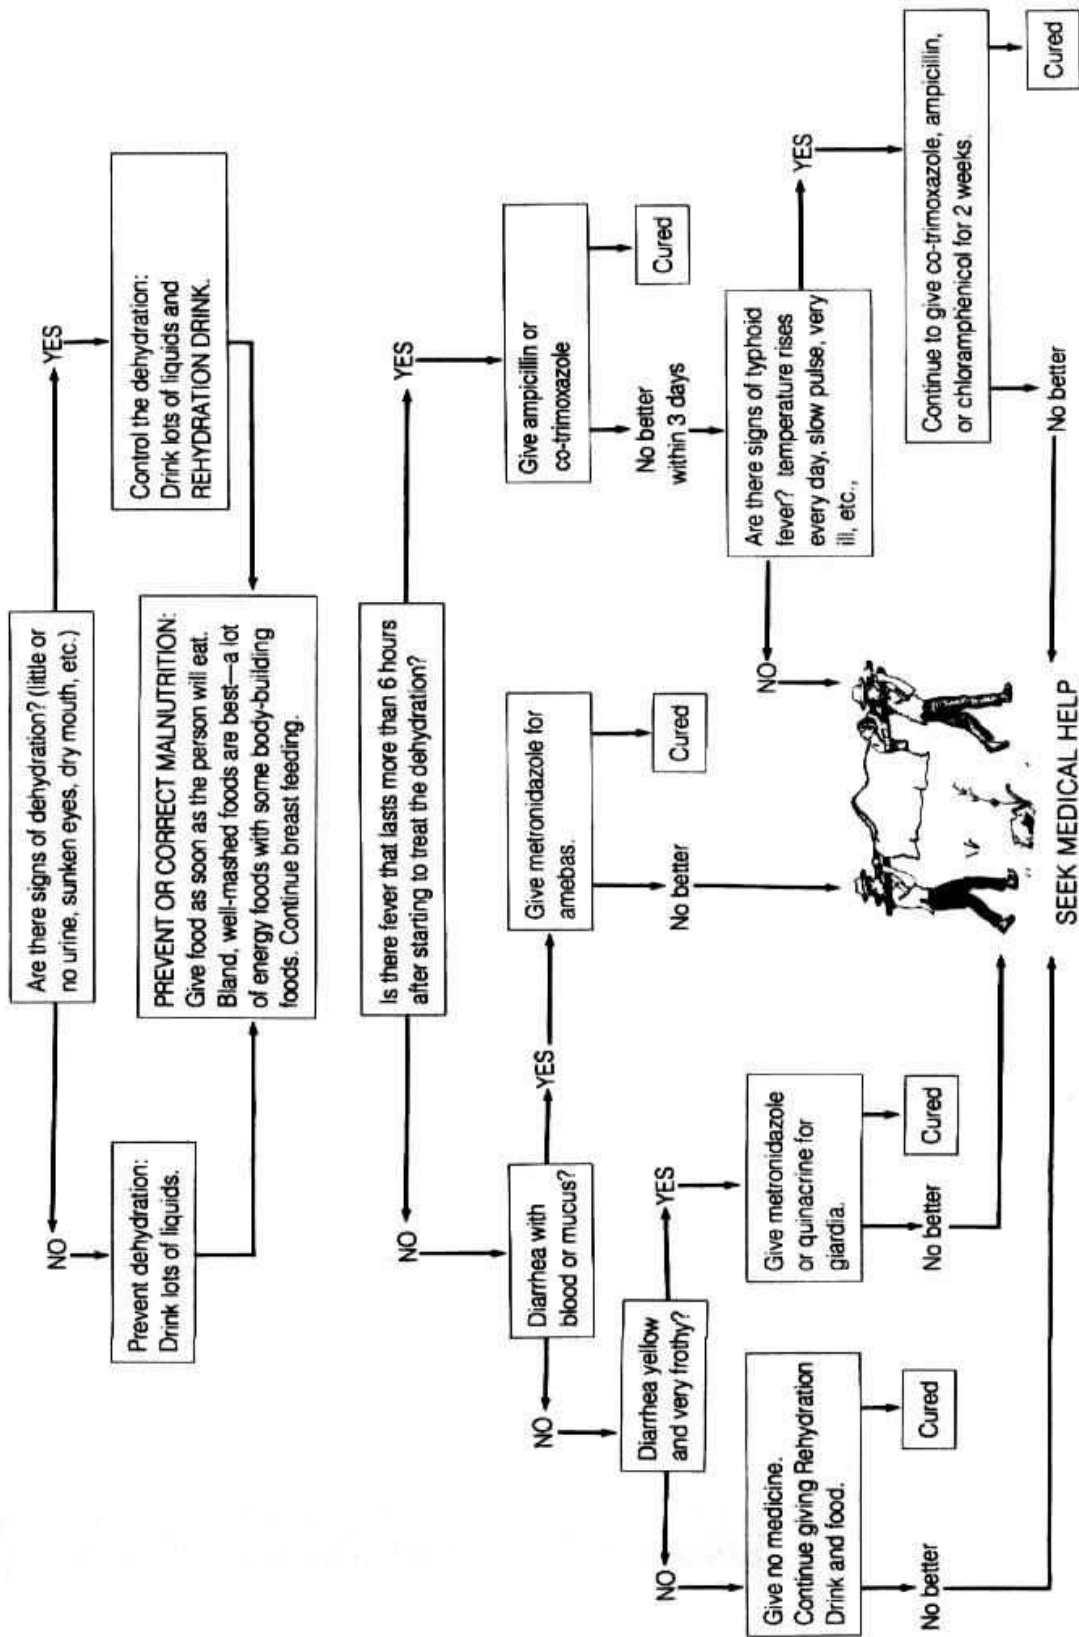 Are there signs of dehydration? (little or
no urine, sunken eyes, dry mouth, etc.)
NO
YES
Prevent dehydration:
Drink lots of liquids.
Control the dehydration:
Drink lots of liquids and
REHYDRATION DRINK.
PREVENT OR CORRECT MALNUTRITION:
Give food as soon as the person will eat.
Bland, well-mashed foods are best—a lot
of energy foods with some body-building
foods. Continue breast feeding.
Is there fever that lasts more than 6 hours
after starting to treat the dehydration?
NO
YES
Diarrhea with
blood or mucus?
NO
YES
Give metronidazole for
amebas.
No better
Cured
Give ampicillin or
co-trimoxazole
No better
within 3 days
Cured
Diarrhea yellow
and very frothy?
NO
YES
Are there signs of typhoid
fever? temperature rises
every day, slow pulse, very
ill, etc.,
NO
YES
Give no medicine.
Continue giving Rehydration
Drink and food.
No better
Cured
Give metronidazole
or quinacrine for
giardia.
No better
Cured
Continue to give co-trimoxazole, ampicillin,
or chloramphenicol for 2 weeks.
No better
Cured
SEEK MEDICAL HELP